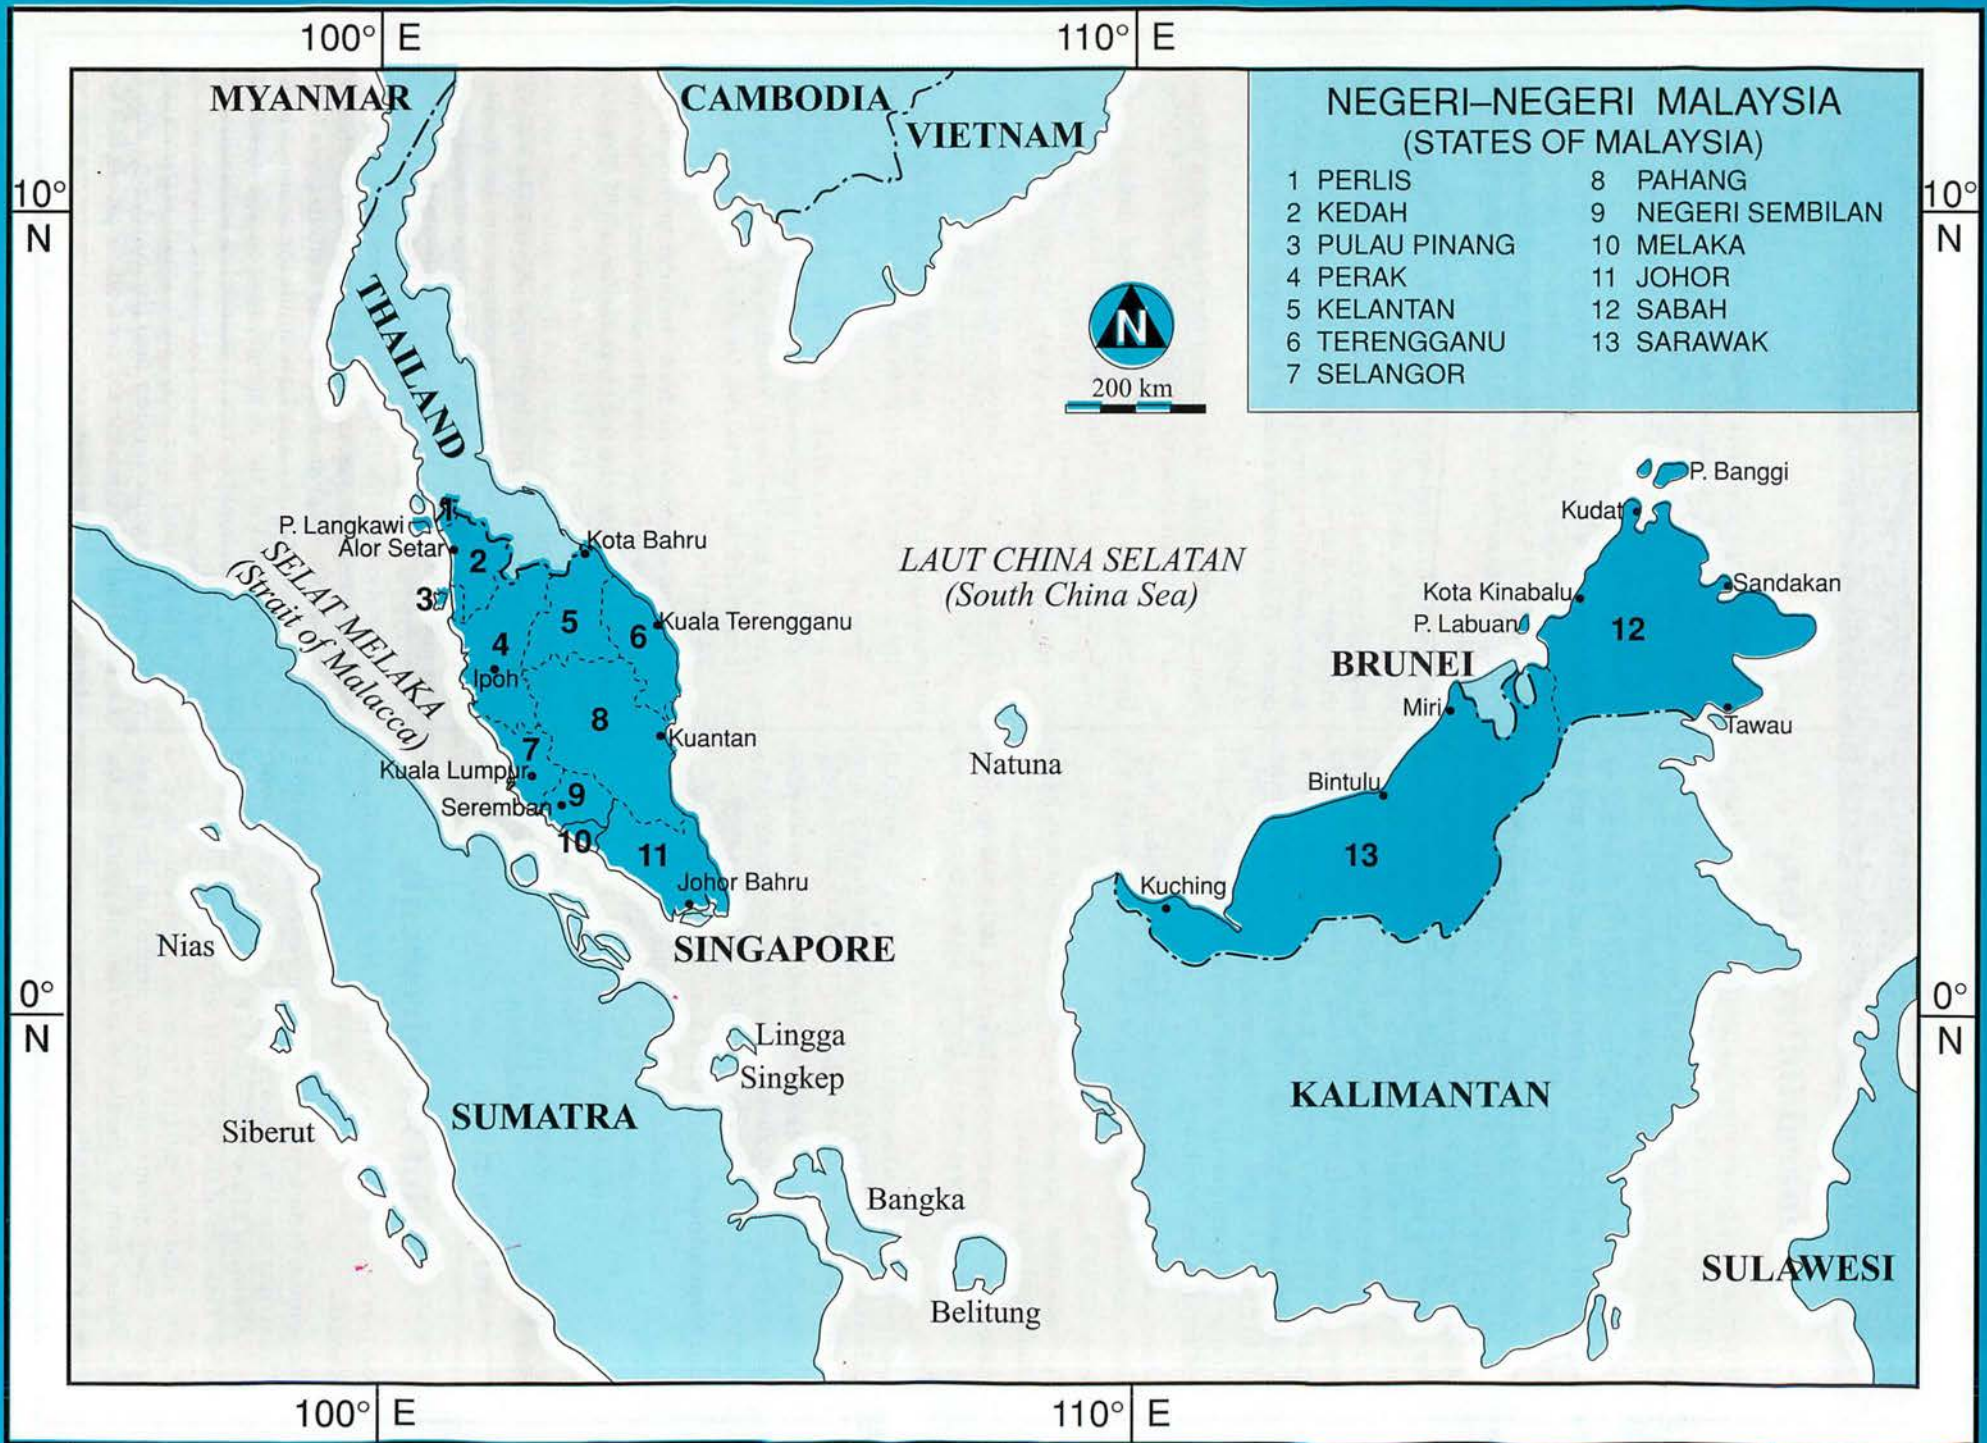 100° E
110° E
MYANMAR
CAMBODIA
VIETNAM
NEGERI–NEGERI MALAYSIA
(STATES OF MALAYSIA)
1 PERLIS
2 KEDAH
3 PULAU PINANG
4 PERAK
5 KELANTAN
6 TERENGGANU
7 SELANGOR
8 PAHANG
9 NEGERI SEMBILAN
10 MELAKA
11 JOHOR
12 SABAH
13 SARAWAK
10°
N
10°
N
THAILAND
N
200 km
P. Banggi
Kudat
1
P. Langkawi
Alor Setar
2
Kota Bahru
SELAT MELAKA
(Strait of Malacca)
LAUT CHINA SELATAN
(South China Sea)
Sandakan
Kota Kinabalu
3
5
Kuala Terengganu
P. Labuan
12
4
6
Ipoh
BRUNEI
Miri
8
Kuantan
Tawau
7
Natuna
Kuala Lumpur
Bintulu
9
Seremban
10
11
13
Johor Bahru
Kuching
Nias
SINGAPORE
0°
N
0°
N
Lingga
Singkep
KALIMANTAN
SUMATRA
Siberut
Bangka
SULAWESI
Belitung
100° E
110° E